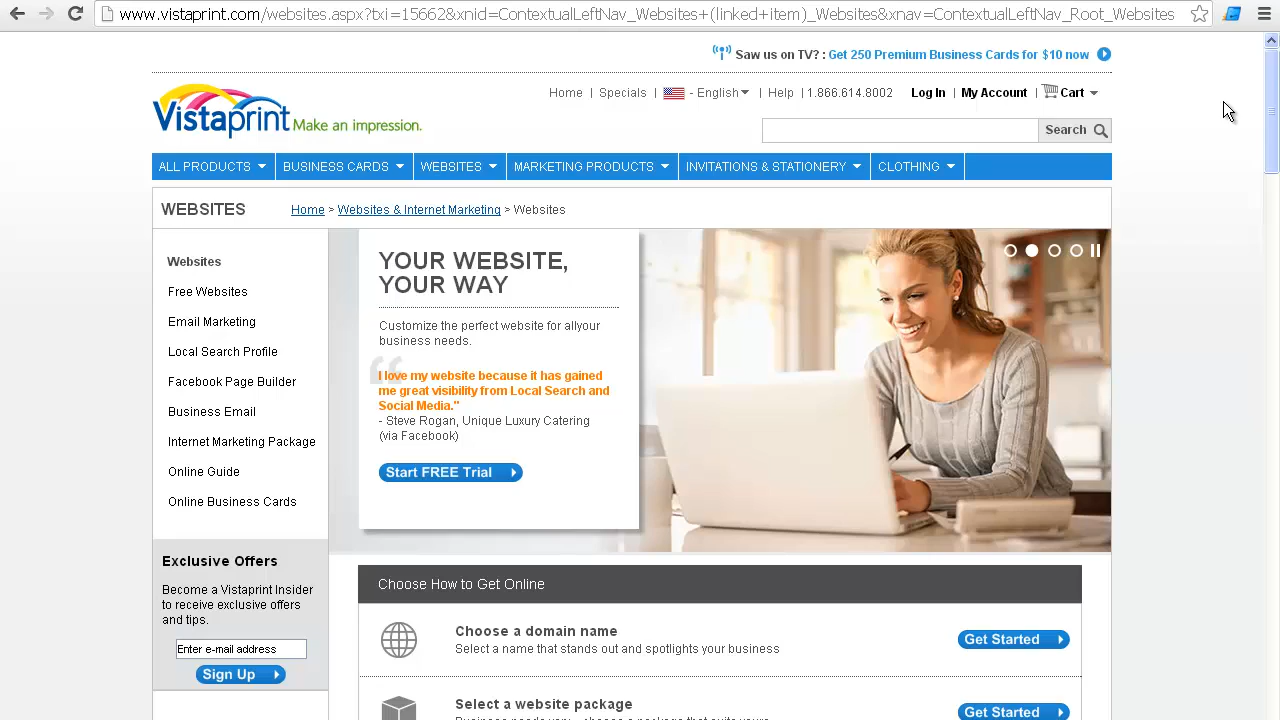 www.vistaprint.com/websites.aspx?txi=15662&xnid=ContextualLeftNav_Websites+(linked+item)_Websites&xnav=ContextualLeftNav_Root_Websites
Saw us on TV? : Get 250 Premium Business Cards for $10 now
Home | Specials | - English | Help | 1.866.614.8002 Log In | My Account | Cart
Vistaprint Make an impression.
Search
ALL PRODUCTS BUSINESS CARDS WEBSITES MARKETING PRODUCTS INVITATIONS & STATIONERY CLOTHING
WEBSITES Home > Websites & Internet Marketing > Websites
Websites
Free Websites
Email Marketing
Local Search Profile
Facebook Page Builder
Business Email
Internet Marketing Package
Online Guide
Online Business Cards
YOUR WEBSITE,
YOUR WAY
Customize the perfect website for allyour
business needs.
“I love my website because it has gained
me great visibility from Local Search and
Social Media."
- Steve Rogan, Unique Luxury Catering
(via Facebook)
Start FREE Trial
Exclusive Offers
Become a Vistaprint Insider
to receive exclusive offers
and tips.
Enter e-mail address
Sign Up
Choose How to Get Online
Choose a domain name
Select a name that stands out and spotlights your business
Get Started
Select a website package
Get Started